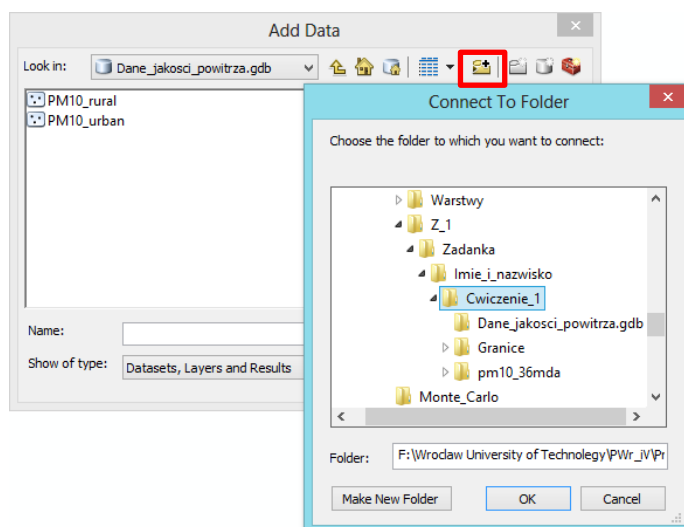 Add Data
Look in: Dane_jakosci_powitrza.gdb
PM10_rural
PM10_urban
Name:
Show of type: Datasets, Layers and Results
Connect To Folder
Choose the folder to which you want to connect:
Warstwy
Z_1
Zadanka
Imie_i_nazwisko
Cwiczenie_1
Dane_jakosci_powitrza.gdb
Granice
pm10_36mda
Monte_Carlo
Folder: F:\Wroclaw University of Technolegy\PWr_iV\Pr
Make New Folder OK Cancel